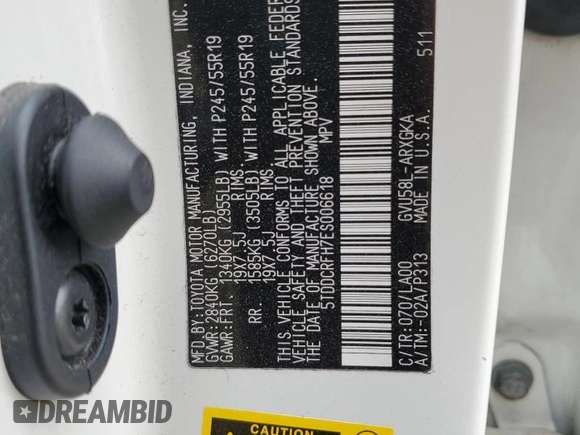 MFD.BY:TOYOTA MOTOR MANUFACTURING, INDIANA, INC.
GVWR:2840KG (6270LB)
GAWR:FRT. 1340KG (2955LB) WITH P245/55R19
19X7.5J RIMS
RR. 1585KG (3505LB) WITH P245/55R19
19X7.5J RIMS
THIS VEHICLE CONFORMS TO ALL APPLICABLE FEDER
VEHICLE SAFETY AND THEFT PREVENTION STANDARDS
EFFECT ON THE DATE OF MANUFACTURE SHOWN ABOVE.
5TDDCRFH7ES006618 MPV
C/TR:070/LA00 GVU58L-ARXGKA
A/TM:-02A/P313 MADE IN U.S.A. 511
CAUTION
DREAMBID